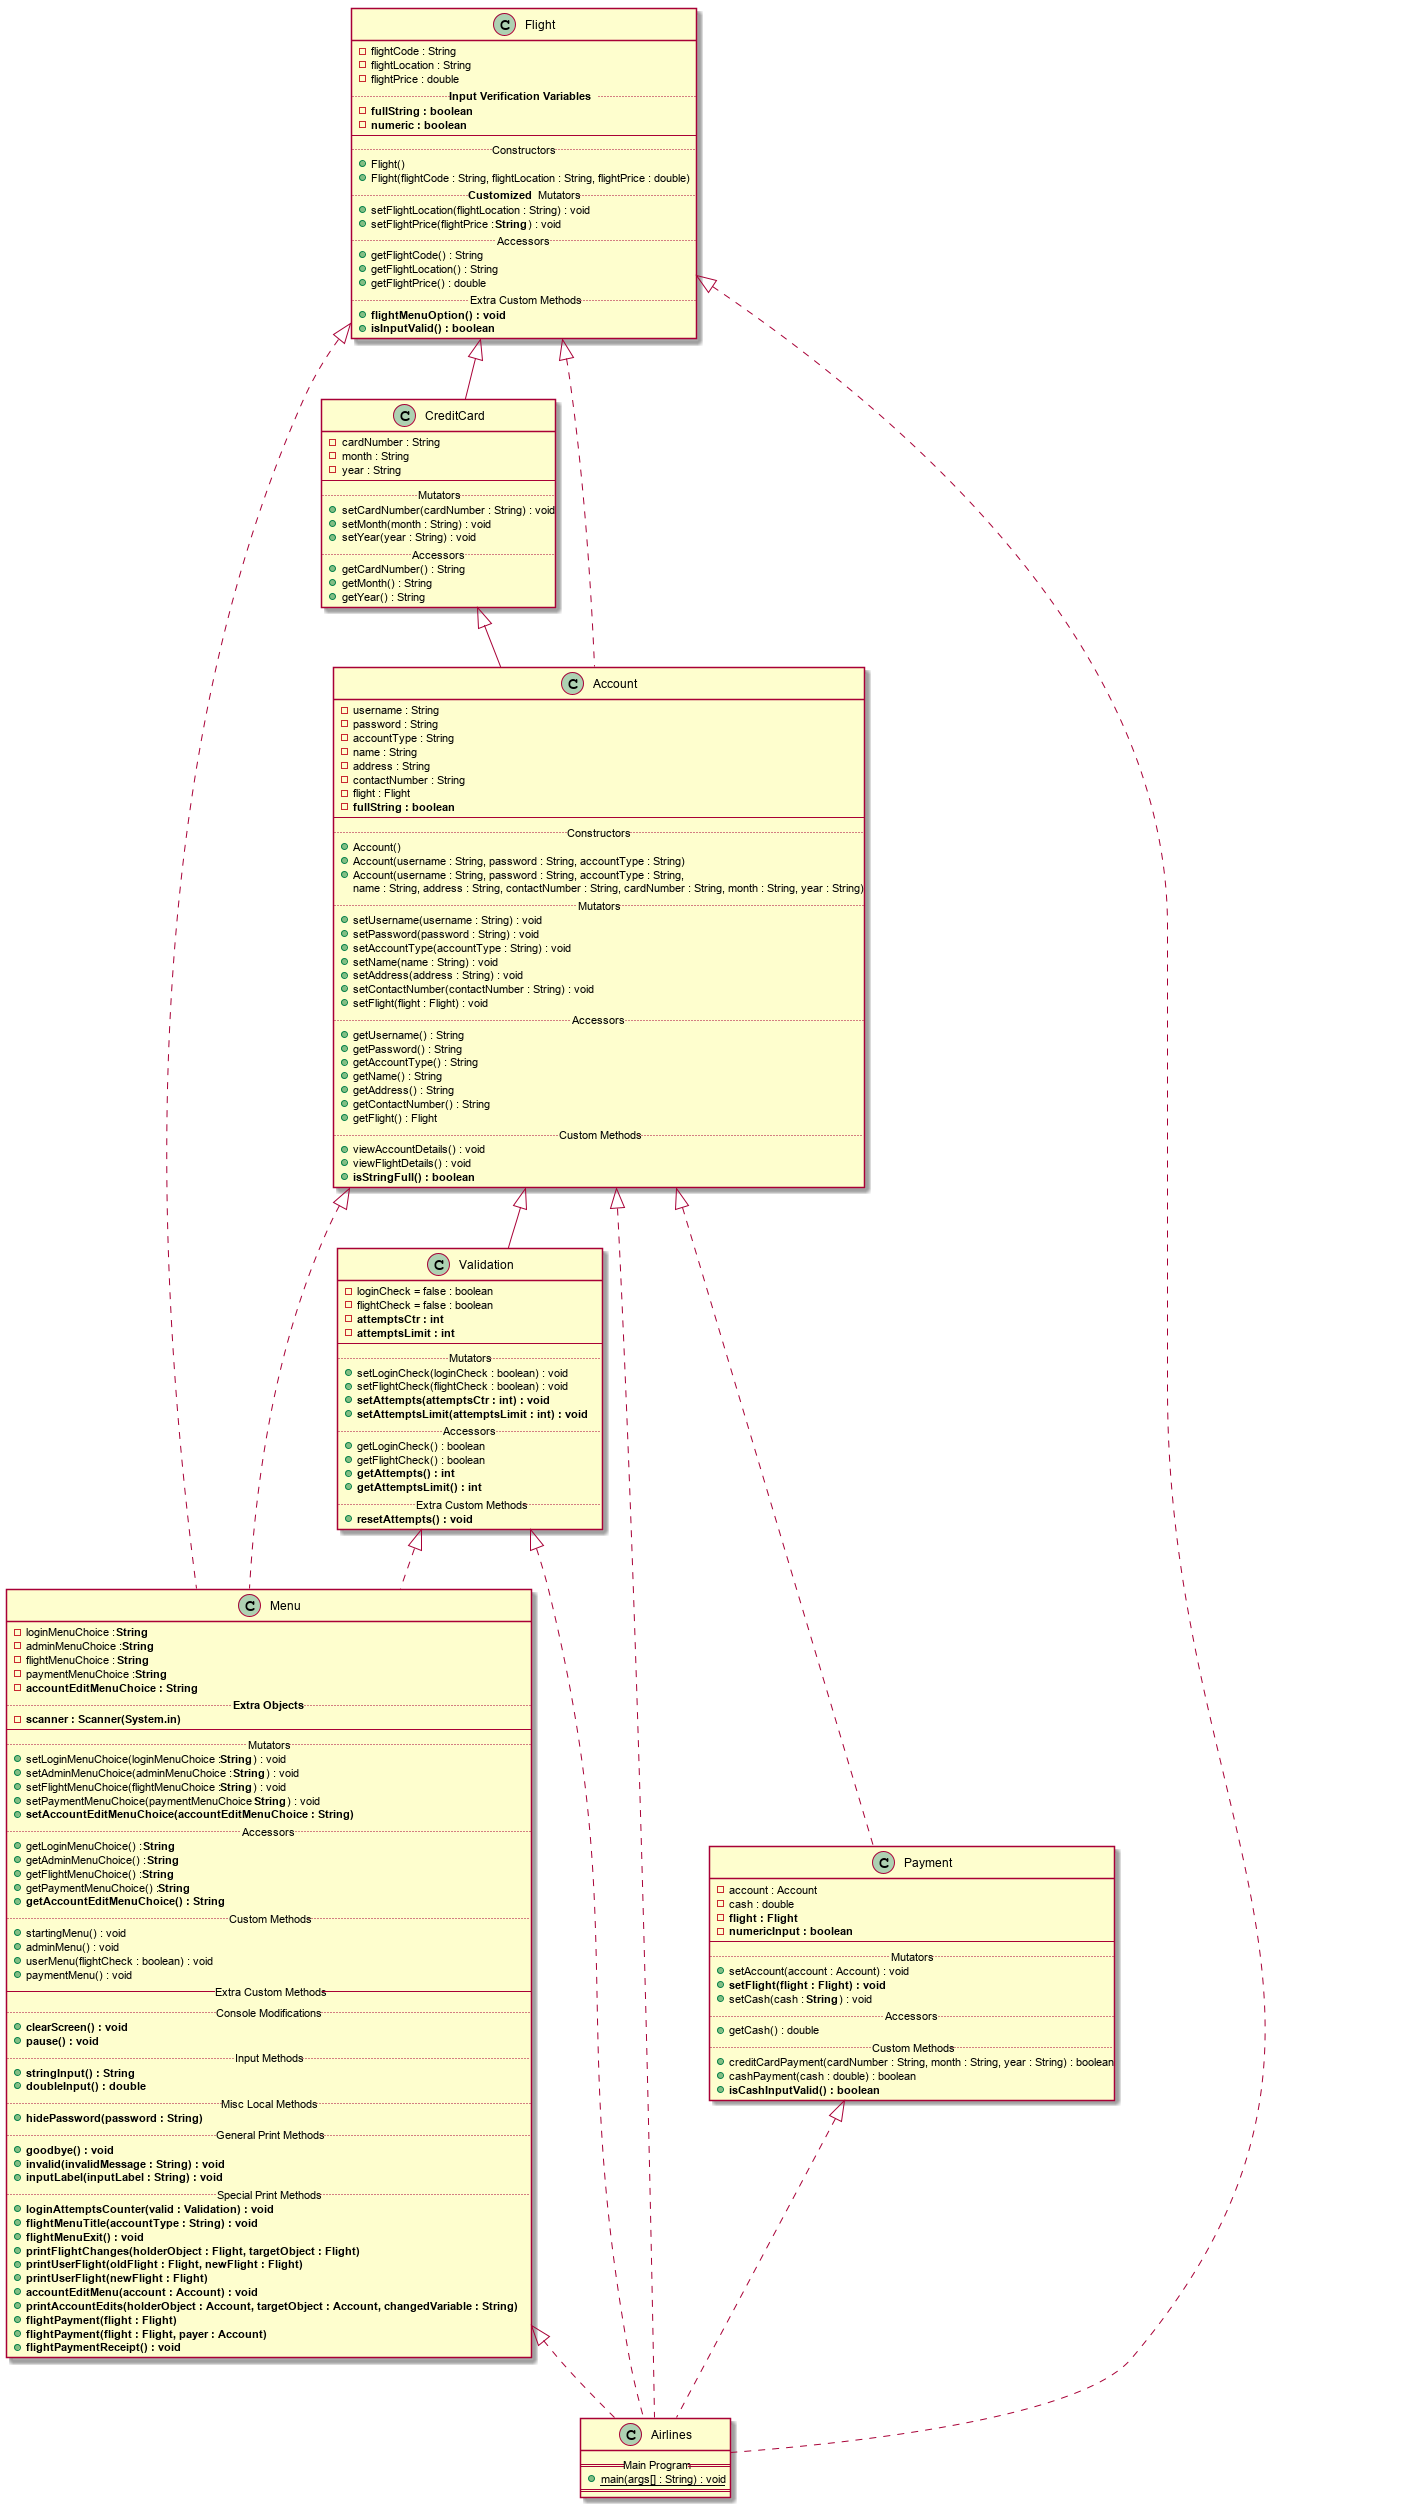 C Flight
flightCode : String
flightLocation : String
flightPrice : double
Input Verification Variables
fullString : boolean
numeric : boolean
Constructors
Flight()
Flight(flightCode : String, flightLocation : String, flightPrice : double)
Customized Mutators
setFlightLocation(flightLocation : String) : void
setFlightPrice(flightPrice :String ) : void
Accessors
getFlightCode() : String
getFlightLocation() : String
getFlightPrice() : double
Extra Custom Methods
flightMenuOption() : void
isInputValid() : boolean
C CreditCard
cardNumber : String
month : String
year : String
Mutators
setCardNumber(cardNumber : String) : void
setMonth(month : String) : void
setYear(year : String) : void
Accessors
getCardNumber() : String
getMonth() : String
getYear() : String
C Account
username : String
password : String
accountType : String
name : String
address : String
contactNumber : String
flight : Flight
fullString : boolean
Constructors
Account()
Account(username : String, password : String, accountType : String)
Account(username : String, password : String, accountType : String,
name : String, address : String, contactNumber : String, cardNumber : String, month : String, year : String)
Mutators
setUsername(username : String) : void
setPassword(password : String) : void
setAccountType(accountType : String) : void
setName(name : String) : void
setAddress(address : String) : void
setContactNumber(contactNumber : String) : void
setFlight(flight : Flight) : void
Accessors
getUsername() : String
getPassword() : String
getAccountType() : String
getName() : String
getAddress() : String
getContactNumber() : String
getFlight() : Flight
Custom Methods
viewAccountDetails() : void
viewFlightDetails() : void
isStringFull() : boolean
C Validation
loginCheck = false : boolean
flightCheck = false : boolean
attemptsCtr : int
attemptsLimit : int
Mutators
setLoginCheck(loginCheck : boolean) : void
setFlightCheck(flightCheck : boolean) : void
setAttempts(attemptsCtr : int) : void
setAttemptsLimit(attemptsLimit : int) : void
Accessors
getLoginCheck() : boolean
getFlightCheck() : boolean
getAttempts() : int
getAttemptsLimit() : int
Extra Custom Methods
resetAttempts() : void
C Menu
loginMenuChoice :String
adminMenuChoice :String
flightMenuChoice : String
paymentMenuChoice :String
accountEditMenuChoice : String
Extra Objects
scanner : Scanner(System.in)
Mutators
setLoginMenuChoice(loginMenuChoice :String ) : void
setAdminMenuChoice(adminMenuChoice :String ) : void
setFlightMenuChoice(flightMenuChoice :String ) : void
setPaymentMenuChoice(paymentMenuChoice String ) : void
setAccountEditMenuChoice(accountEditMenuChoice : String)
Accessors
getLoginMenuChoice() :String
getAdminMenuChoice() :String
getFlightMenuChoice() :String
getPaymentMenuChoice() :String
getAccountEditMenuChoice() : String
Custom Methods
startingMenu() : void
adminMenu() : void
userMenu(flightCheck : boolean) : void
paymentMenu() : void
Extra Custom Methods
Console Modifications
clearScreen() : void
pause() : void
Input Methods
stringInput() : String
doubleInput() : double
Misc Local Methods
hidePassword(password : String)
General Print Methods
goodbye() : void
invalid(invalidMessage : String) : void
inputLabel(inputLabel : String) : void
Special Print Methods
loginAttemptsCounter(valid : Validation) : void
flightMenuTitle(accountType : String) : void
flightMenuExit() : void
printFlightChanges(holderObject : Flight, targetObject : Flight)
printUserFlight(oldFlight : Flight, newFlight : Flight)
printUserFlight(newFlight : Flight)
accountEditMenu(account : Account) : void
printAccountEdits(holderObject : Account, targetObject : Account, changedVariable : String)
flightPayment(flight : Flight)
flightPayment(flight : Flight, payer : Account)
flightPaymentReceipt() : void
C Payment
account : Account
cash : double
flight : Flight
numericInput : boolean
Mutators
setAccount(account : Account) : void
setFlight(flight : Flight) : void
setCash(cash :String ) : void
Accessors
getCash() : double
Custom Methods
creditCardPayment(cardNumber : String, month : String, year : String) : boolean
cashPayment(cash : double) : boolean
isCashInputValid() : boolean
C Airlines
Main Program
main(args[] : String) : void